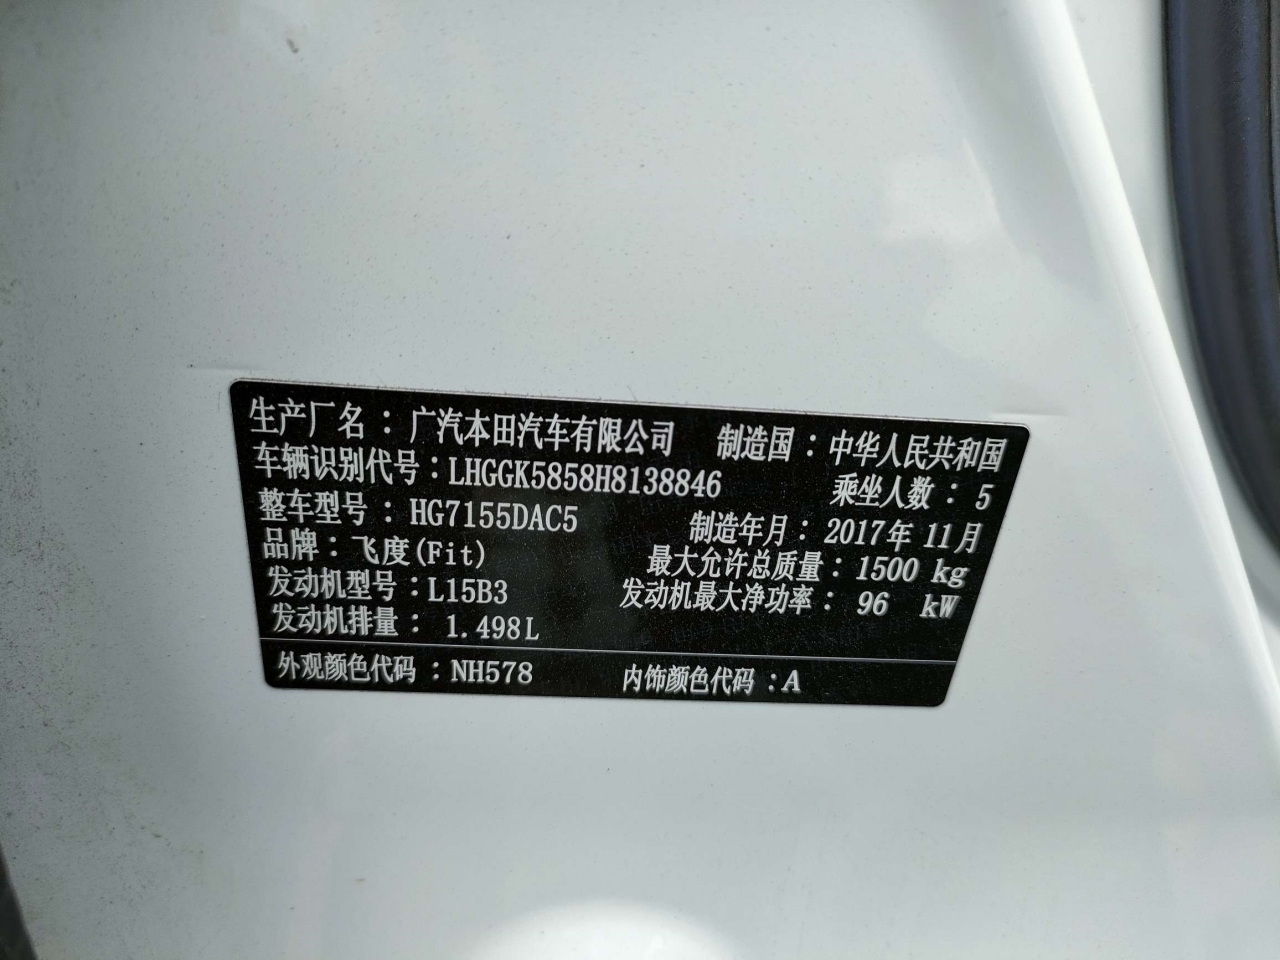 生产厂名：广汽本田汽车有限公司 制造国：中华人民共和国
车辆识别代号：LHGGK5858H8138846 乘坐人数：5
整车型号：HG7155DAC5 制造年月：2017年11月
品牌：飞度(Fit) 最大允许总质量：1500 kg
发动机型号：L15B3 发动机最大净功率：96 kW
发动机排量：1.498L
外观颜色代码：NH578 内饰颜色代码：A